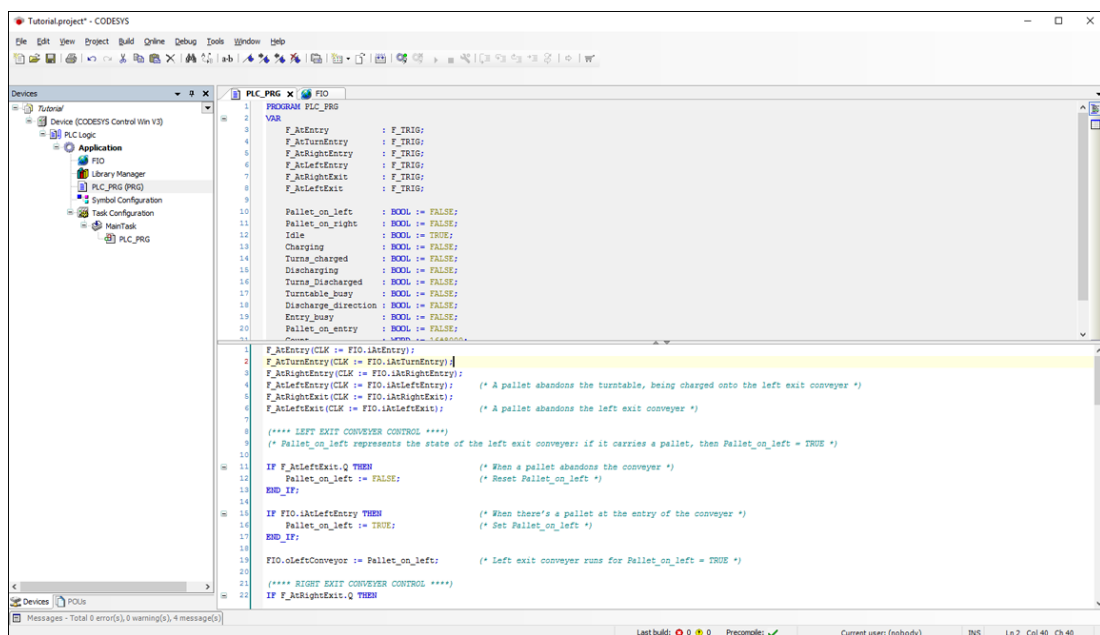 Tutorial.project* - CODESYS
File Edit View Project Build Online Debug Tools Window Help
Devices
Tutorial
Device (CODESYS Control Win V3)
PLC Logic
Application
FIO
Library Manager
PLC_PRG (PRG)
Symbol Configuration
Task Configuration
MainTask
PLC_PRG
Devices POUs
PLC_PRG FIO
1 PROGRAM PLC_PRG
2 VAR
3 F_AtEntry : F_TRIG;
4 F_AtTurnEntry : F_TRIG;
5 F_AtRightEntry : F_TRIG;
6 F_AtLeftEntry : F_TRIG;
7 F_AtRightExit : F_TRIG;
8 F_AtLeftExit : F_TRIG;
9
10 Pallet_on_left : BOOL := FALSE;
11 Pallet_on_right : BOOL := FALSE;
12 Idle : BOOL := TRUE;
13 Charging : BOOL := FALSE;
14 Turns_charged : BOOL := FALSE;
15 Discharging : BOOL := FALSE;
16 Turns_Discharged : BOOL := FALSE;
17 Turntable_busy : BOOL := FALSE;
18 Discharge_direction : BOOL := FALSE;
19 Entry_busy : BOOL := FALSE;
20 Pallet_on_entry : BOOL := FALSE;
21 Count : WORD := 16#8000;
1 F_AtEntry(CLK := FIO.iAtEntry);
2 F_AtTurnEntry(CLK := FIO.iAtTurnEntry);
3 F_AtRightEntry(CLK := FIO.iAtRightEntry);
4 F_AtLeftEntry(CLK := FIO.iAtLeftEntry); (* A pallet abandons the turntable, being charged onto the left exit conveyer *)
5 F_AtRightExit(CLK := FIO.iAtRightExit);
6 F_AtLeftExit(CLK := FIO.iAtLeftExit); (* A pallet abandons the left exit conveyer *)
7
8 (**** LEFT EXIT CONVEYER CONTROL ****)
9 (* Pallet_on_left represents the state of the left exit conveyer: if it carries a pallet, then Pallet_on_left = TRUE *)
10
11 IF F_AtLeftExit.Q THEN (* When a pallet abandons the conveyer *)
12 Pallet_on_left := FALSE; (* Reset Pallet_on_left *)
13 END_IF;
14
15 IF FIO.iAtLeftEntry THEN (* When there's a pallet at the entry of the conveyer *)
16 Pallet_on_left := TRUE; (* Set Pallet_on_left *)
17 END_IF;
18
19 FIO.oLeftConveyor := Pallet_on_left; (* Left exit conveyer runs for Pallet_on_left = TRUE *)
20
21 (**** RIGHT EXIT CONVEYER CONTROL ****)
22 IF F_AtRightExit.Q THEN
Messages - Total 0 error(s), 0 warning(s), 4 message(s)
Last build: 0 0 Precompile: Current user: (nobody) INS Ln 2 Col 40 Ch 40